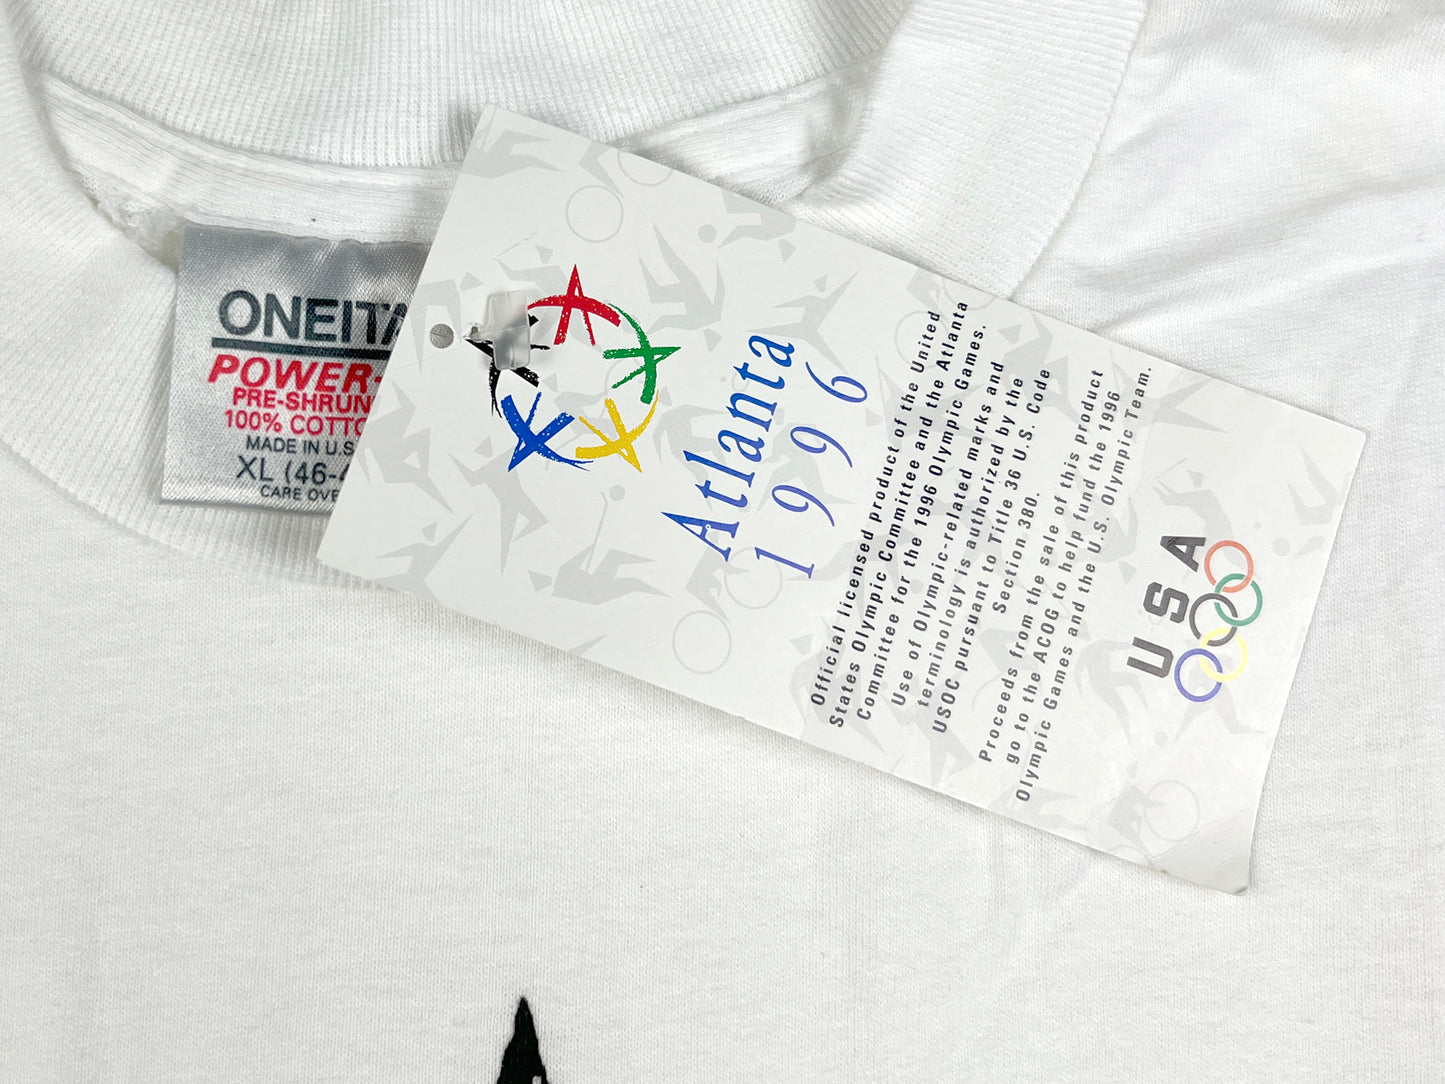 ONEITA
POWER-
PRE-SHRUN
100% COTTO
MADE IN U.S.
XL (46-4
CARE OVE
Atlanta
1996
Official licensed product of the United
States Olympic Committee and the Atlanta
Committee for the 1996 Olympic Games.
Use of Olympic-related marks and
terminology is authorized by the
USOC pursuant to Title 36 U.S. Code
Section 380.
Proceeds from the sale of this product
go to the ACOG to help fund the 1996
Olympic Games and the U.S. Olympic Team.
USA